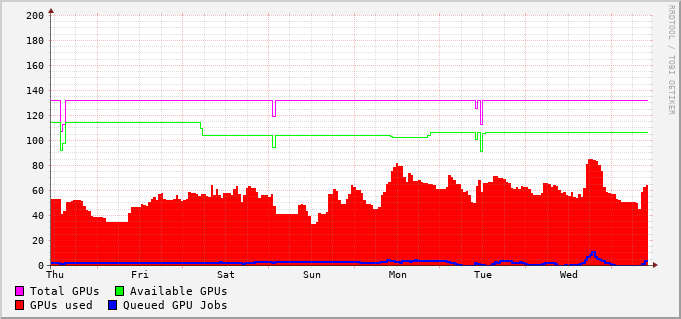 200
180
160
140
120
100
80
60
40
20
0
Thu Fri Sat Sun Mon Tue Wed
Total GPUs Available GPUs
GPUs used Queued GPU Jobs
RRDTOOL / TOBI OETIKER